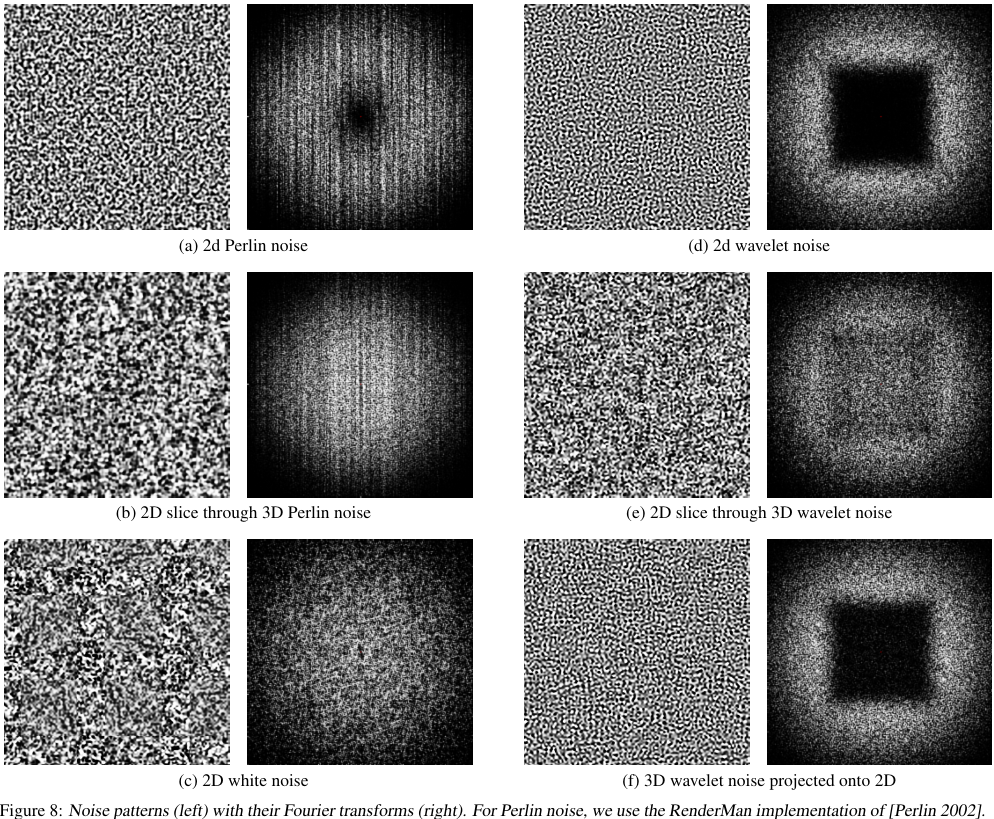 (a) 2d Perlin noise
(d) 2d wavelet noise
(b) 2D slice through 3D Perlin noise
(e) 2D slice through 3D wavelet noise
(c) 2D white noise
(f) 3D wavelet noise projected onto 2D
Figure 8: Noise patterns (left) with their Fourier transforms (right). For Perlin noise, we use the RenderMan implementation of [Perlin 2002].